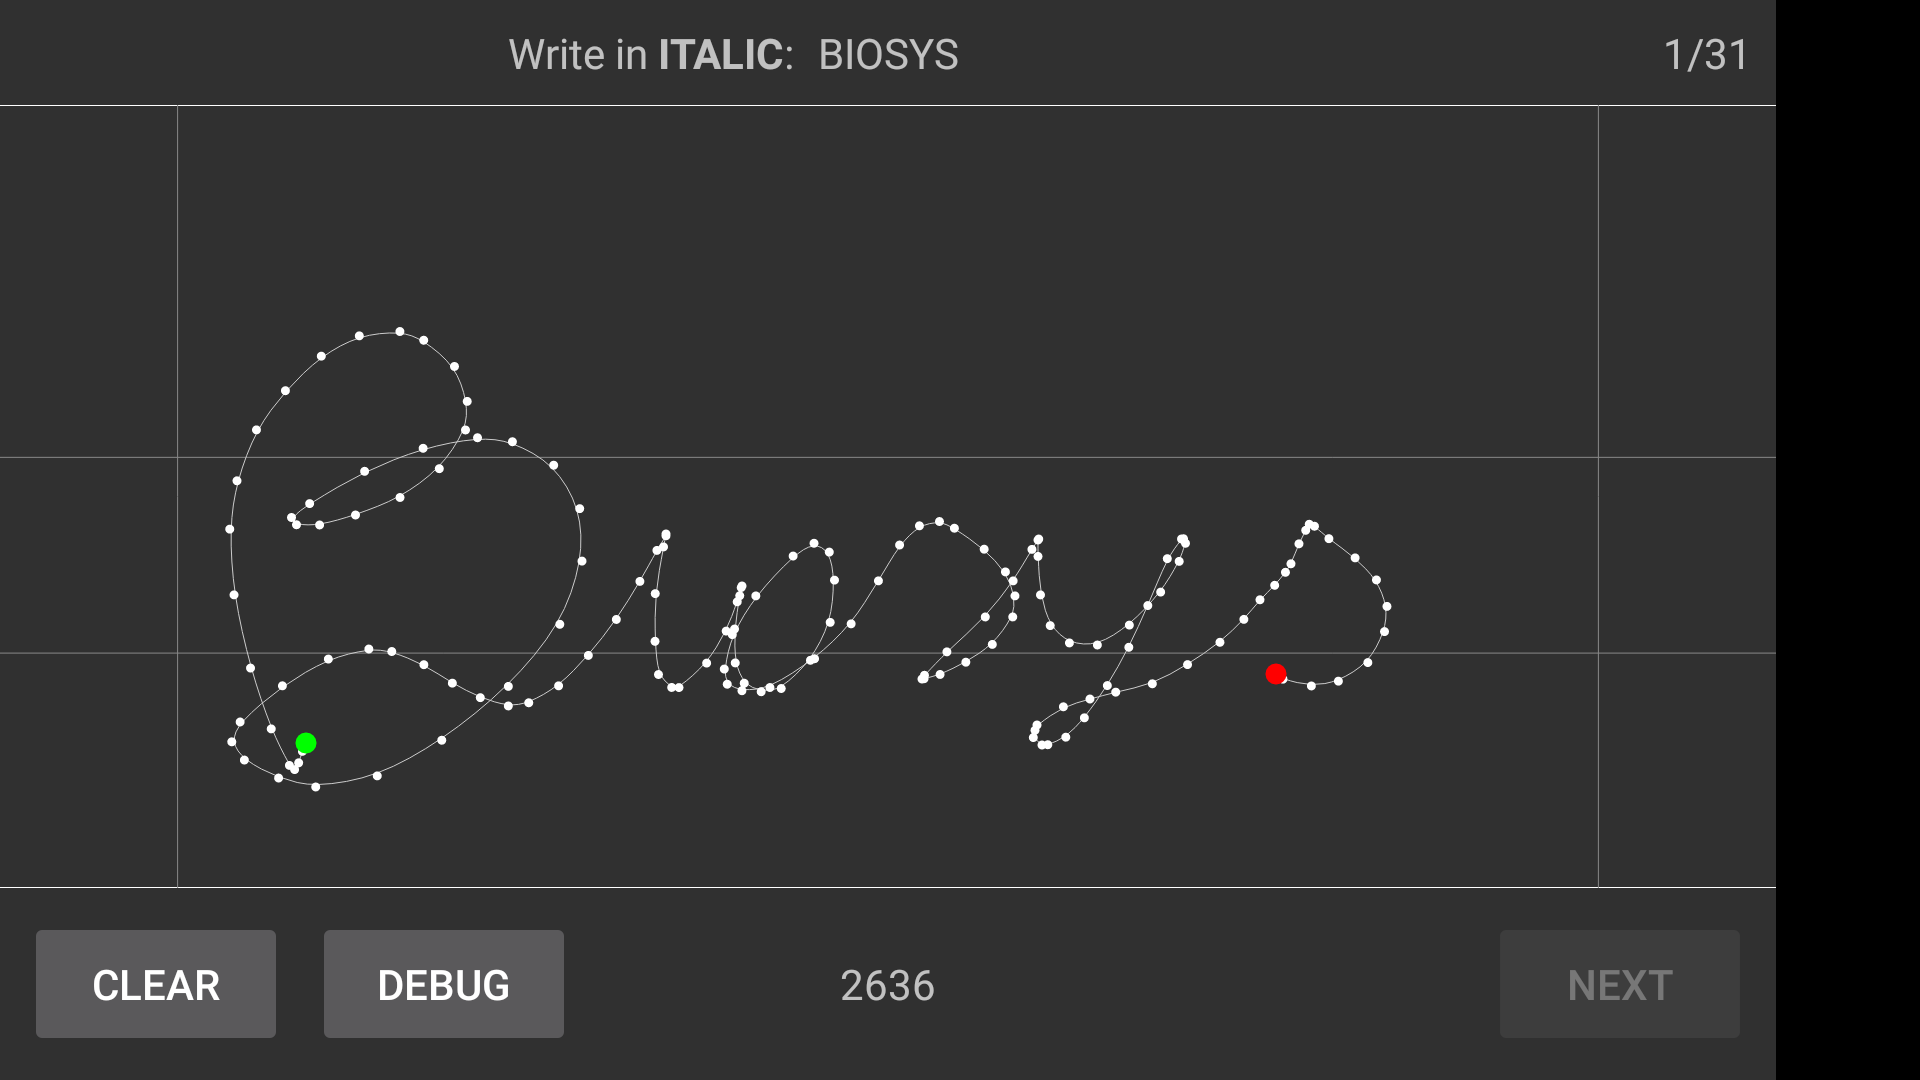 Write in ITALIC: BIOSYS
1/31
Biosys
CLEAR
DEBUG
2636
NEXT